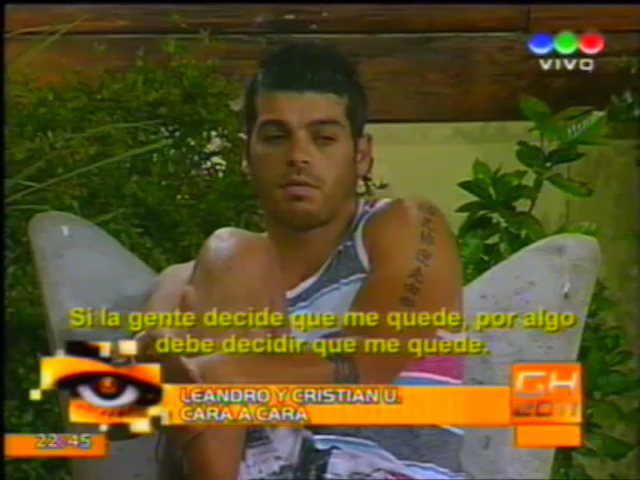 VIVO
Si la gente decide que me quede, por algo
debe decidir que me quede.
LEANDRO Y CRISTIAN U.
CARA A CARA
GH
2011
22:45